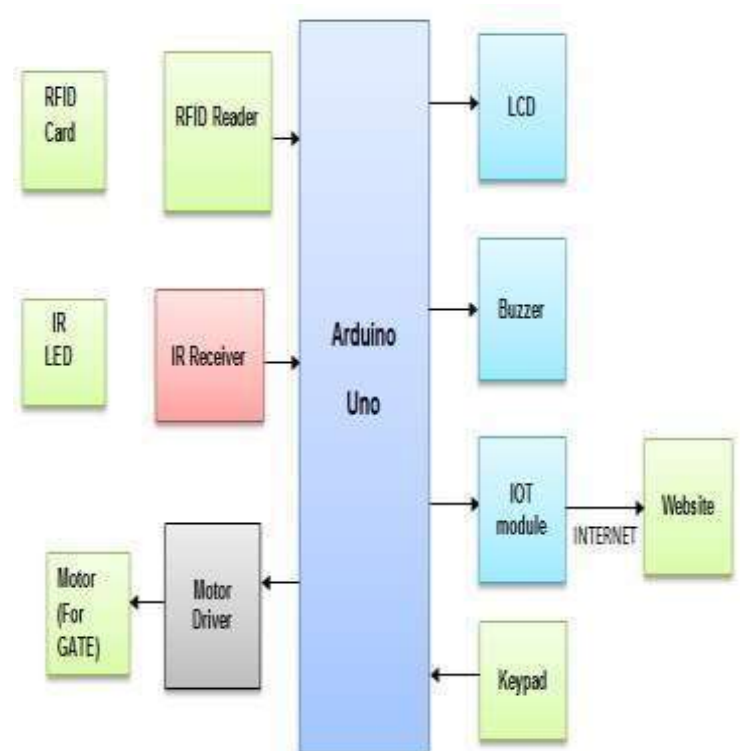 RFID
Card
RFID Reader
LCD
IR
LED
IR Receiver
Arduino
Uno
Buzzer
IOT
module
INTERNET
Website
Motor
(For
GATE)
Motor
Driver
Keypad